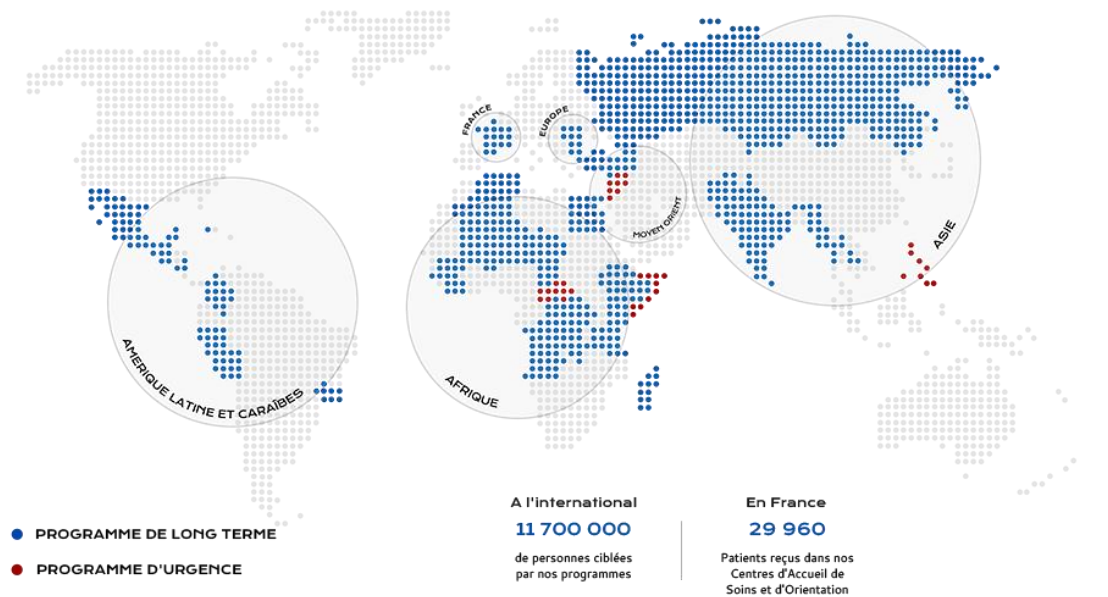 FRANCE
EUROPE
MOYEN ORIENT
ASIE
AMERIQUE LATINE ET CARAÏBES
AFRIQUE
PROGRAMME DE LONG TERME
PROGRAMME D'URGENCE
A l'international
11 700 000
de personnes ciblées
par nos programmes
En France
29 960
Patients reçus dans nos
Centres d'Accueil de
Soins et d'Orientation